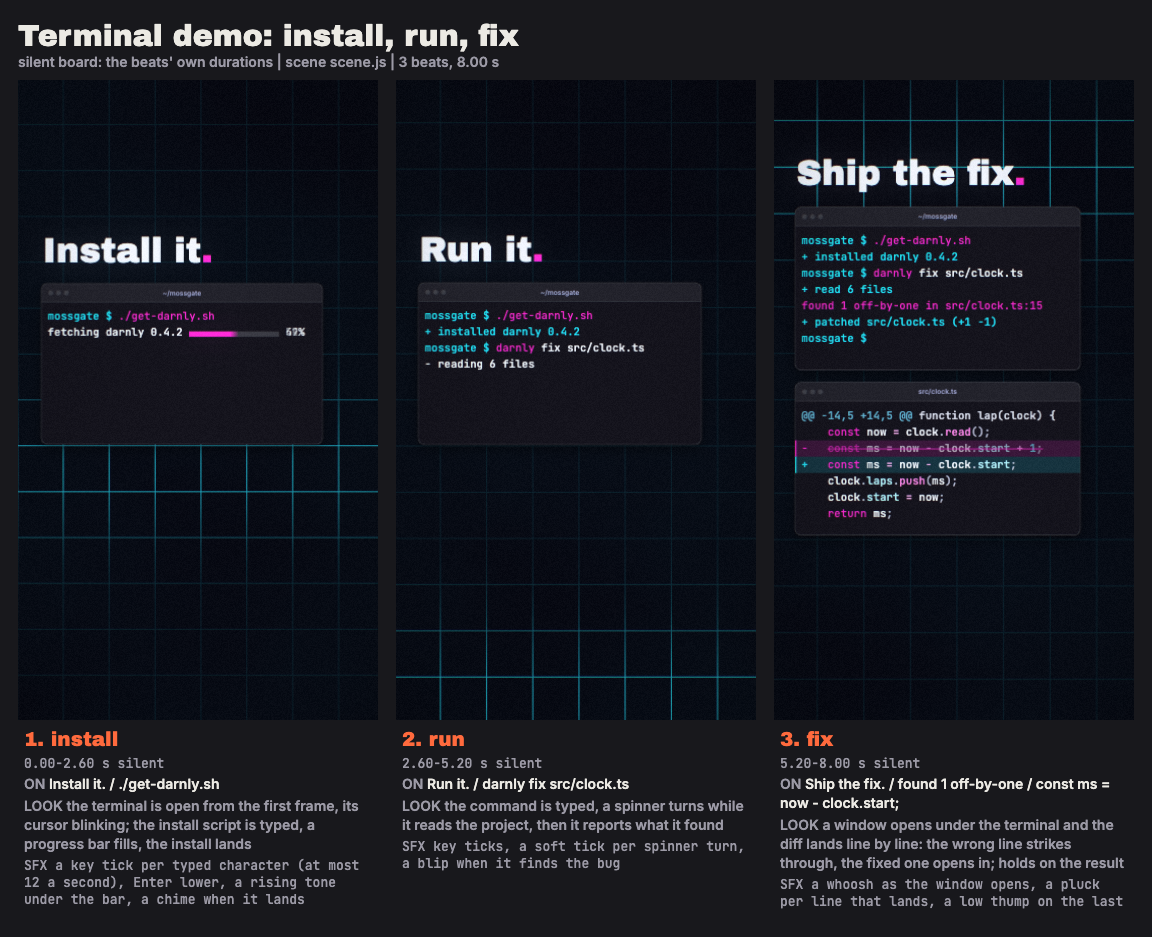 Terminal demo: install, run, fix
silent board: the beats' own durations | scene scene.js | 3 beats, 8.00 s
Install it.
~/mossgate
mossgate $ ./get-darnly.sh
fetching darnly 0.4.2
Run it.
~/mossgate
mossgate $ ./get-darnly.sh
+ installed darnly 0.4.2
mossgate $ darnly fix src/clock.ts
- reading 6 files
Ship the fix.
~/mossgate
mossgate $ ./get-darnly.sh
+ installed darnly 0.4.2
mossgate $ darnly fix src/clock.ts
+ read 6 files
found 1 off-by-one in src/clock.ts:15
+ patched src/clock.ts (+1 -1)
mossgate $
src/clock.ts
@@ -14,5 +14,5 @@ function lap(clock) {
const now = clock.read();
- const ms = now - clock.start + 1;
+ const ms = now - clock.start;
clock.laps.push(ms);
clock.start = now;
return ms;
1. install
0.00-2.60 s silent
ON Install it. / ./get-darnly.sh
LOOK the terminal is open from the first frame, its
cursor blinking; the install script is typed, a
progress bar fills, the install lands
SFX a key tick per typed character (at most
12 a second), Enter lower, a rising tone
under the bar, a chime when it lands
2. run
2.60-5.20 s silent
ON Run it. / darnly fix src/clock.ts
LOOK the command is typed, a spinner turns while
it reads the project, then it reports what it found
SFX key ticks, a soft tick per spinner turn,
a blip when it finds the bug
3. fix
5.20-8.00 s silent
ON Ship the fix. / found 1 off-by-one / const ms =
now - clock.start;
LOOK a window opens under the terminal and the
diff lands line by line: the wrong line strikes
through, the fixed one opens in; holds on the result
SFX a whoosh as the window opens, a pluck
per line that lands, a low thump on the last